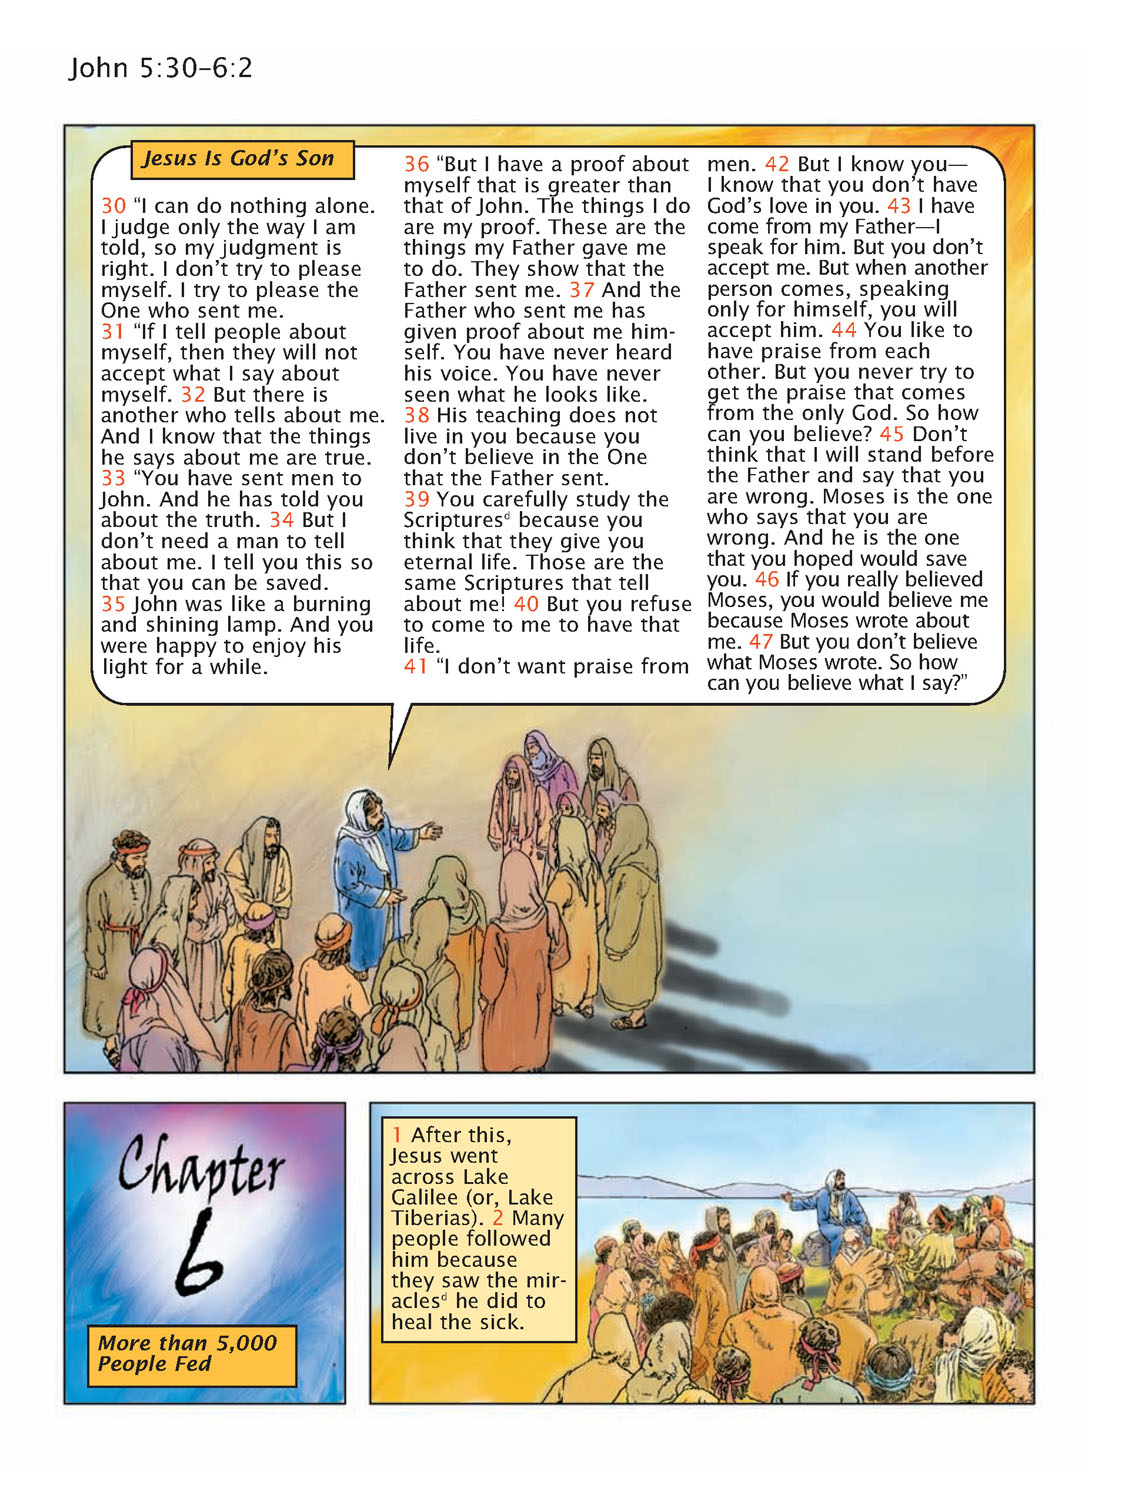 John 5:30–6:2
Jesus Is God’s Son
30 “I can do nothing alone.
I judge only the way I am
told, so my judgment is
right. I don’t try to please
myself. I try to please the
One who sent me.
31 “If I tell people about
myself, then they will not
accept what I say about
myself. 32 But there is
another who tells about me.
And I know that the things
he says about me are true.
33 “You have sent men to
John. And he has told you
about the truth. 34 But I
don’t need a man to tell
about me. I tell you this so
that you can be saved.
35 John was like a burning
and shining lamp. And you
were happy to enjoy his
light for a while.
36 “But I have a proof about
myself that is greater than
that of John. The things I do
are my proof. These are the
things my Father gave me
to do. They show that the
Father sent me. 37 And the
Father who sent me has
given proof about me him-
self. You have never heard
his voice. You have never
seen what he looks like.
38 His teaching does not
live in you because you
don’t believe in the One
that the Father sent.
39 You carefully study the
Scripturesᵈ because you
think that they give you
eternal life. Those are the
same Scriptures that tell
about me! 40 But you refuse
to come to me to have that
life.
41 “I don’t want praise from
men. 42 But I know you—
I know that you don’t have
God’s love in you. 43 I have
come from my Father—I
speak for him. But you don’t
accept me. But when another
person comes, speaking
only for himself, you will
accept him. 44 You like to
have praise from each
other. But you never try to
get the praise that comes
from the only God. So how
can you believe? 45 Don’t
think that I will stand before
the Father and say that you
are wrong. Moses is the one
who says that you are
wrong. And he is the one
that you hoped would save
you. 46 If you really believed
Moses, you would believe me
because Moses wrote about
me. 47 But you don’t believe
what Moses wrote. So how
can you believe what I say?”
Chapter
6
More than 5,000
People Fed
1 After this,
Jesus went
across Lake
Galilee (or, Lake
Tiberias). 2 Many
people followed
him because
they saw the mir-
aclesᵈ he did to
heal the sick.